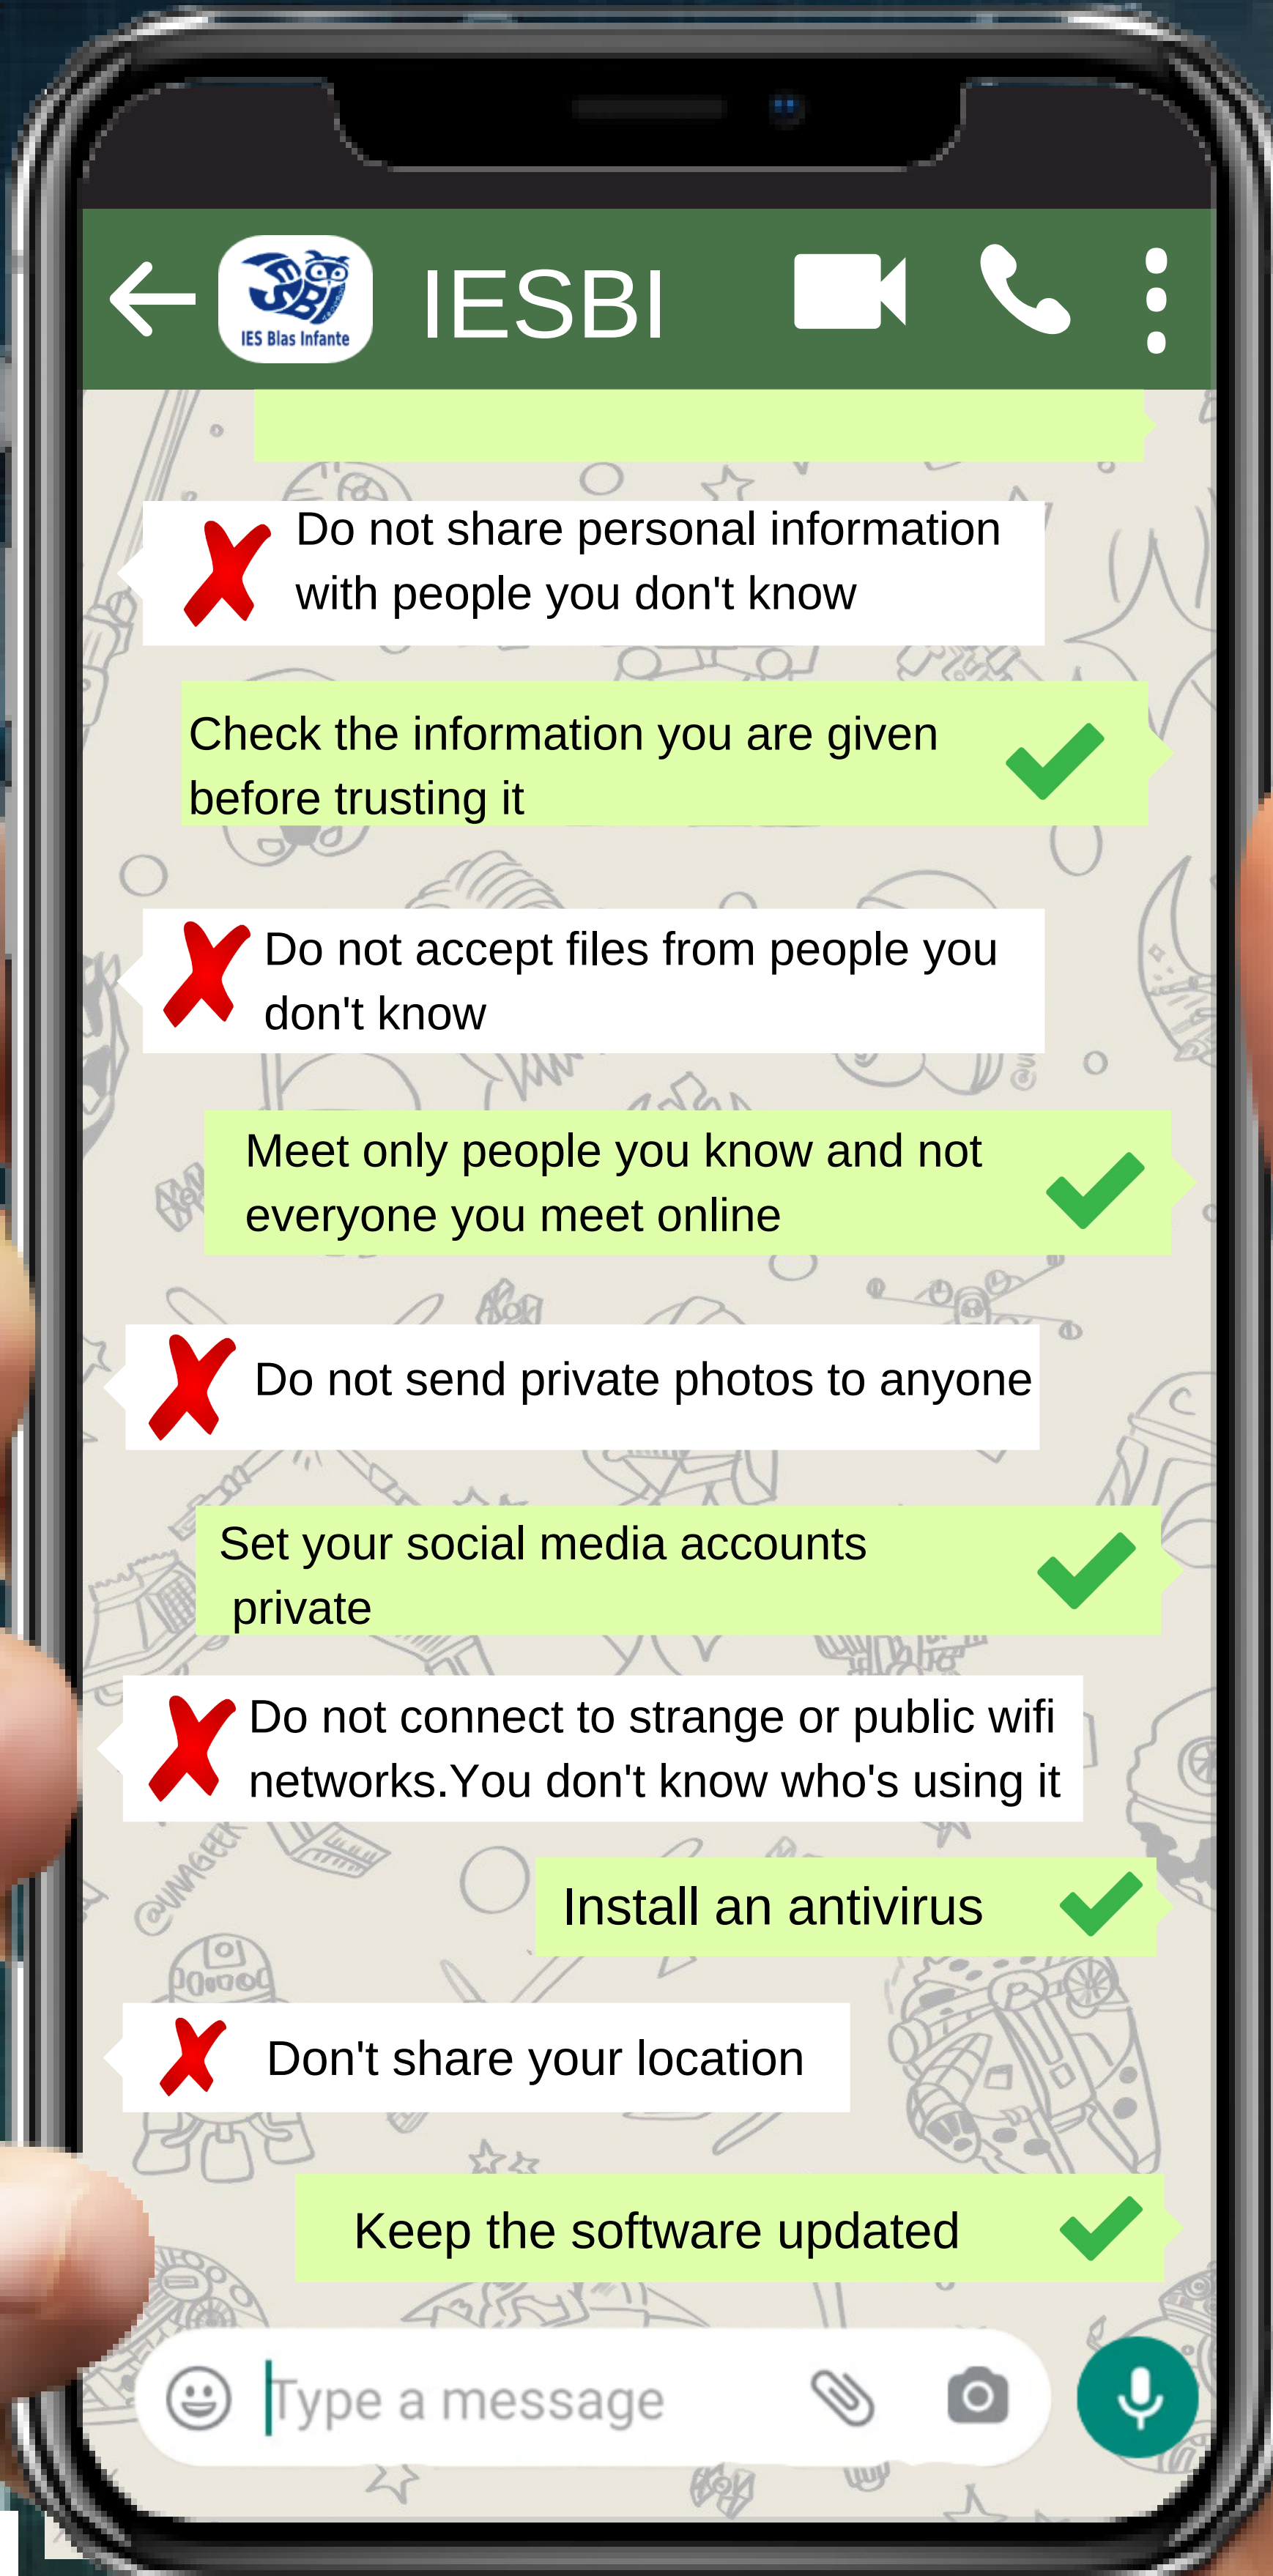 IES Blas Infante
IESBI
Do not share personal information
with people you don't know
Check the information you are given
before trusting it
Do not accept files from people you
don't know
Meet only people you know and not
everyone you meet online
Do not send private photos to anyone
Set your social media accounts
private
Do not connect to strange or public wifi
networks.You don't know who's using it
@UNAGEEK
Install an antivirus
Don't share your location
Keep the software updated
Type a message